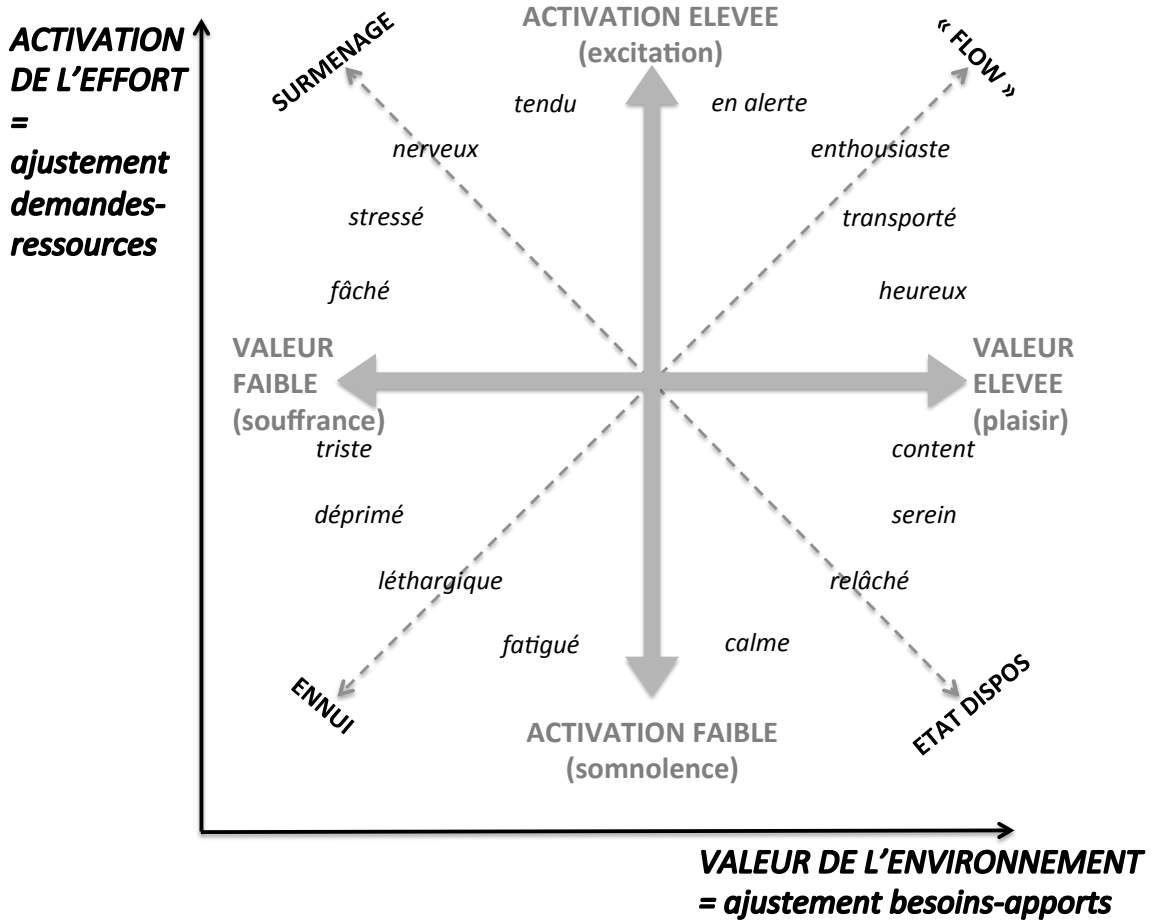 ACTIVATION
DE L’EFFORT
=
ajustement
demandes-
ressources
SURMENAGE
ACTIVATION ELEVEE
(excitation)
« FLOW »
tendu
en alerte
nerveux
enthousiaste
stressé
transporté
fâché
heureux
VALEUR
FAIBLE
(souffrance)
VALEUR
ELEVEE
(plaisir)
triste
content
déprimé
serein
léthargique
relâché
fatigué
calme
ENNUI
ETAT DISPOS
ACTIVATION FAIBLE
(somnolence)
VALEUR DE L’ENVIRONNEMENT
= ajustement besoins-apports